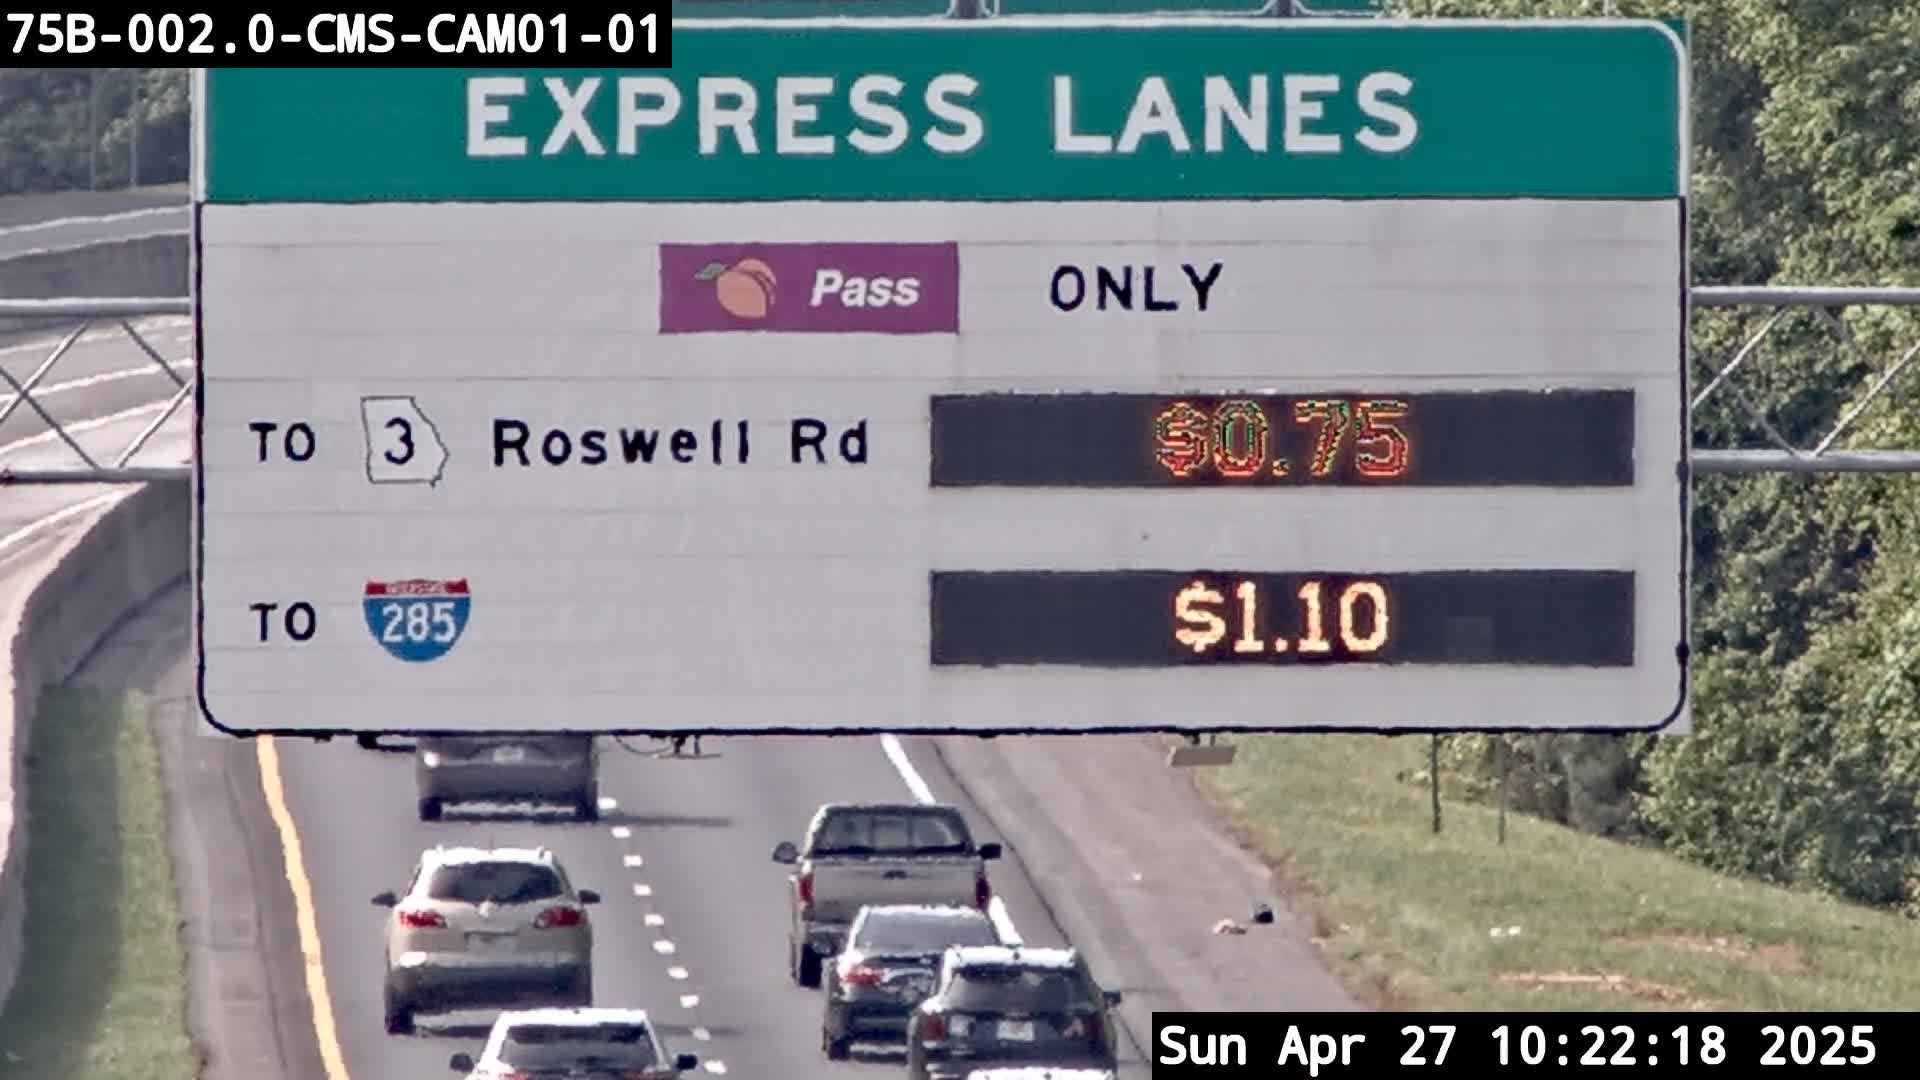 75B-002.0-CMS-CAM01-01
EXPRESS LANES
Pass ONLY
TO 3 Roswell Rd $0.75
INTERSTATE
TO 285 $1.10
Sun Apr 27 10:22:18 2025